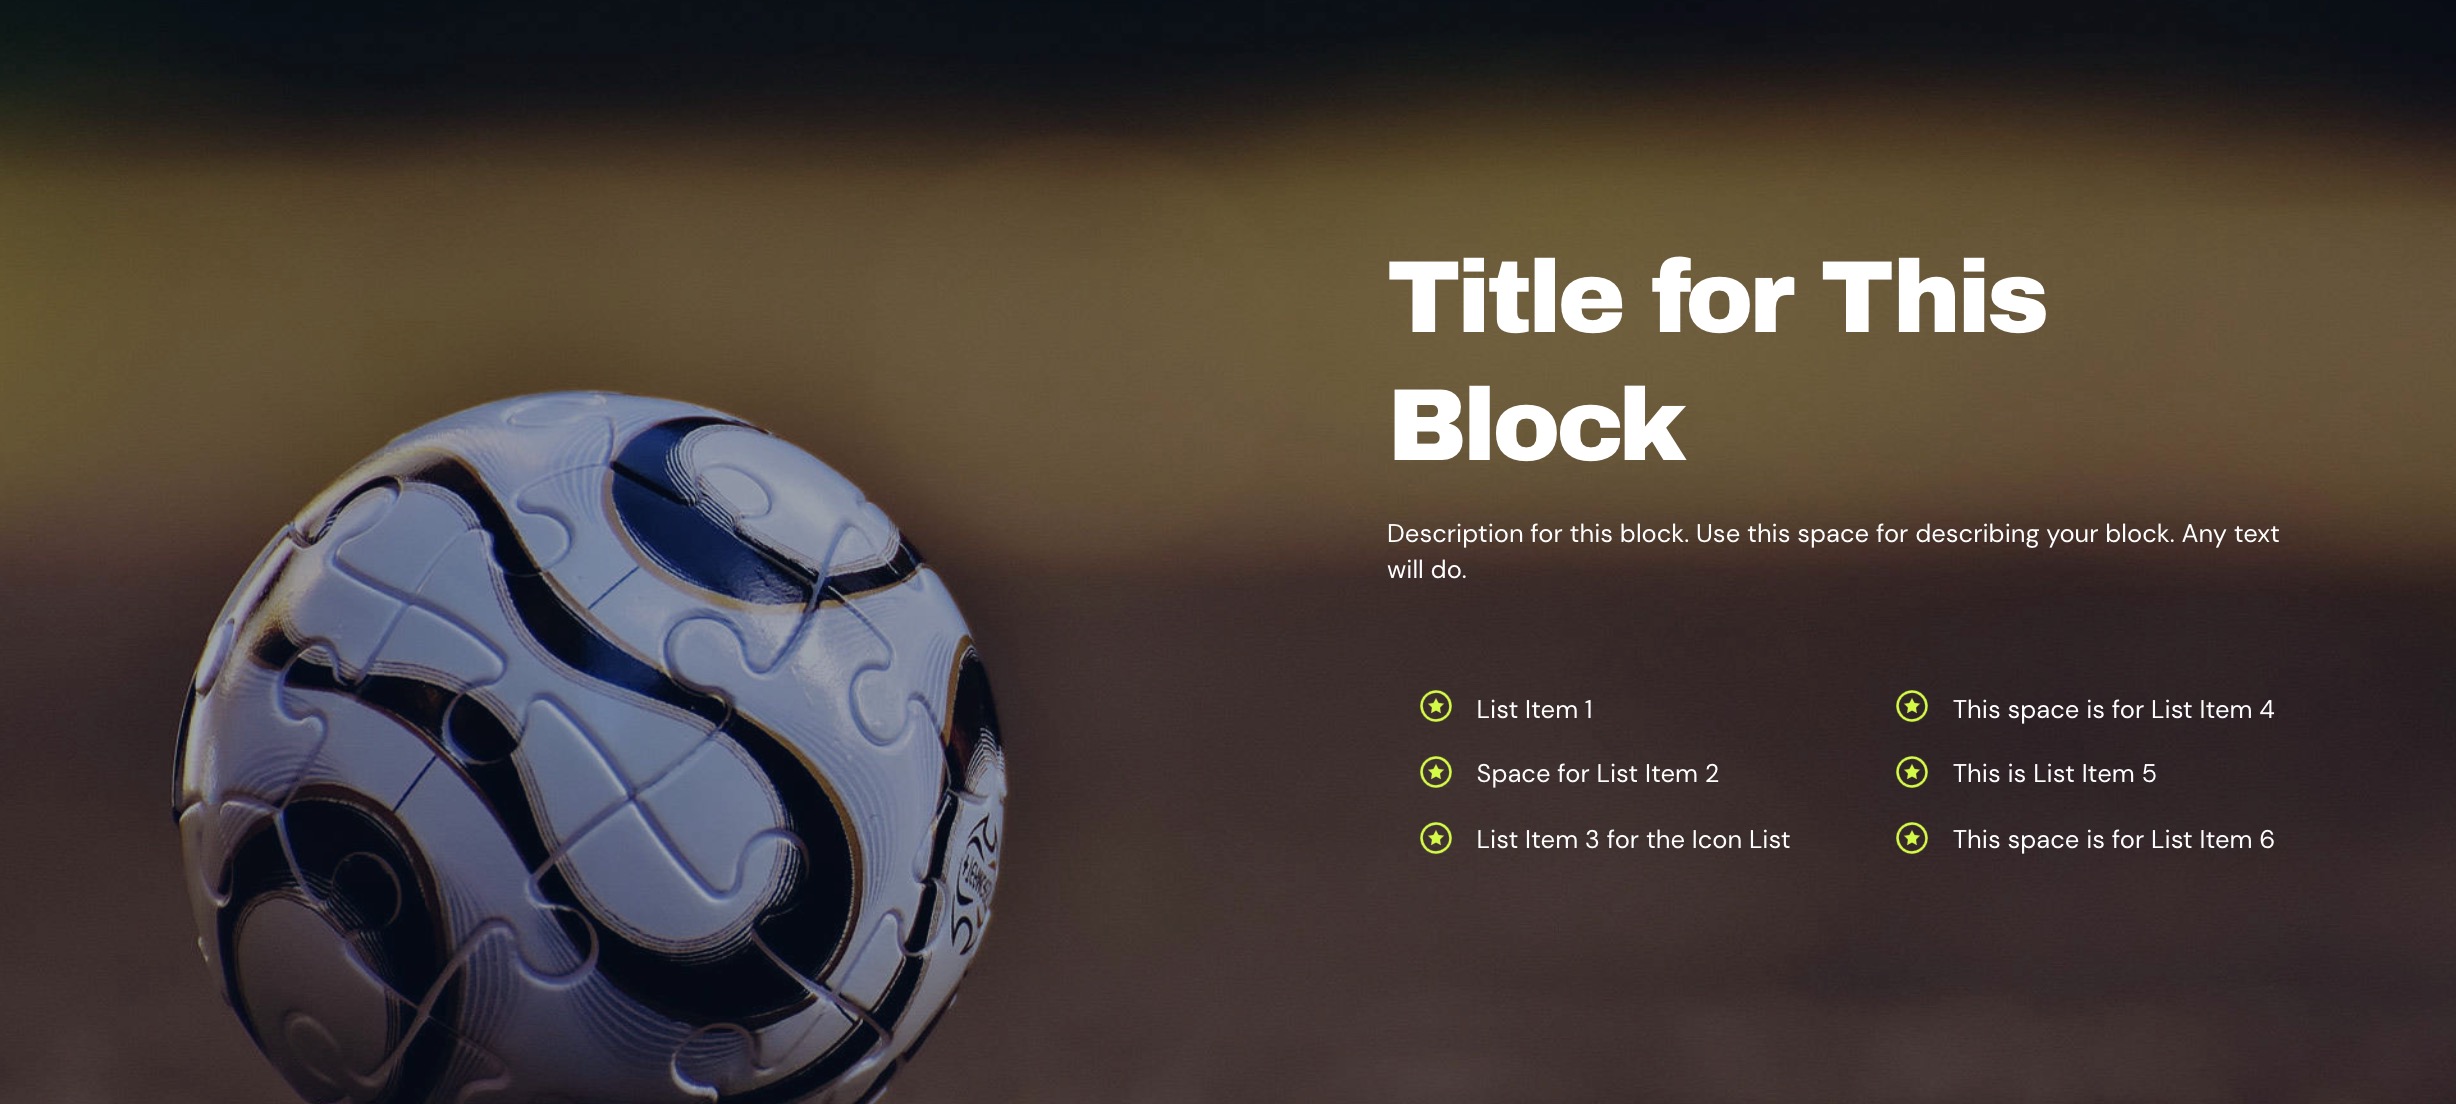 Title for This
Block
Description for this block. Use this space for describing your block. Any text
will do.
List Item 1
Space for List Item 2
List Item 3 for the Icon List
This space is for List Item 4
This is List Item 5
This space is for List Item 6